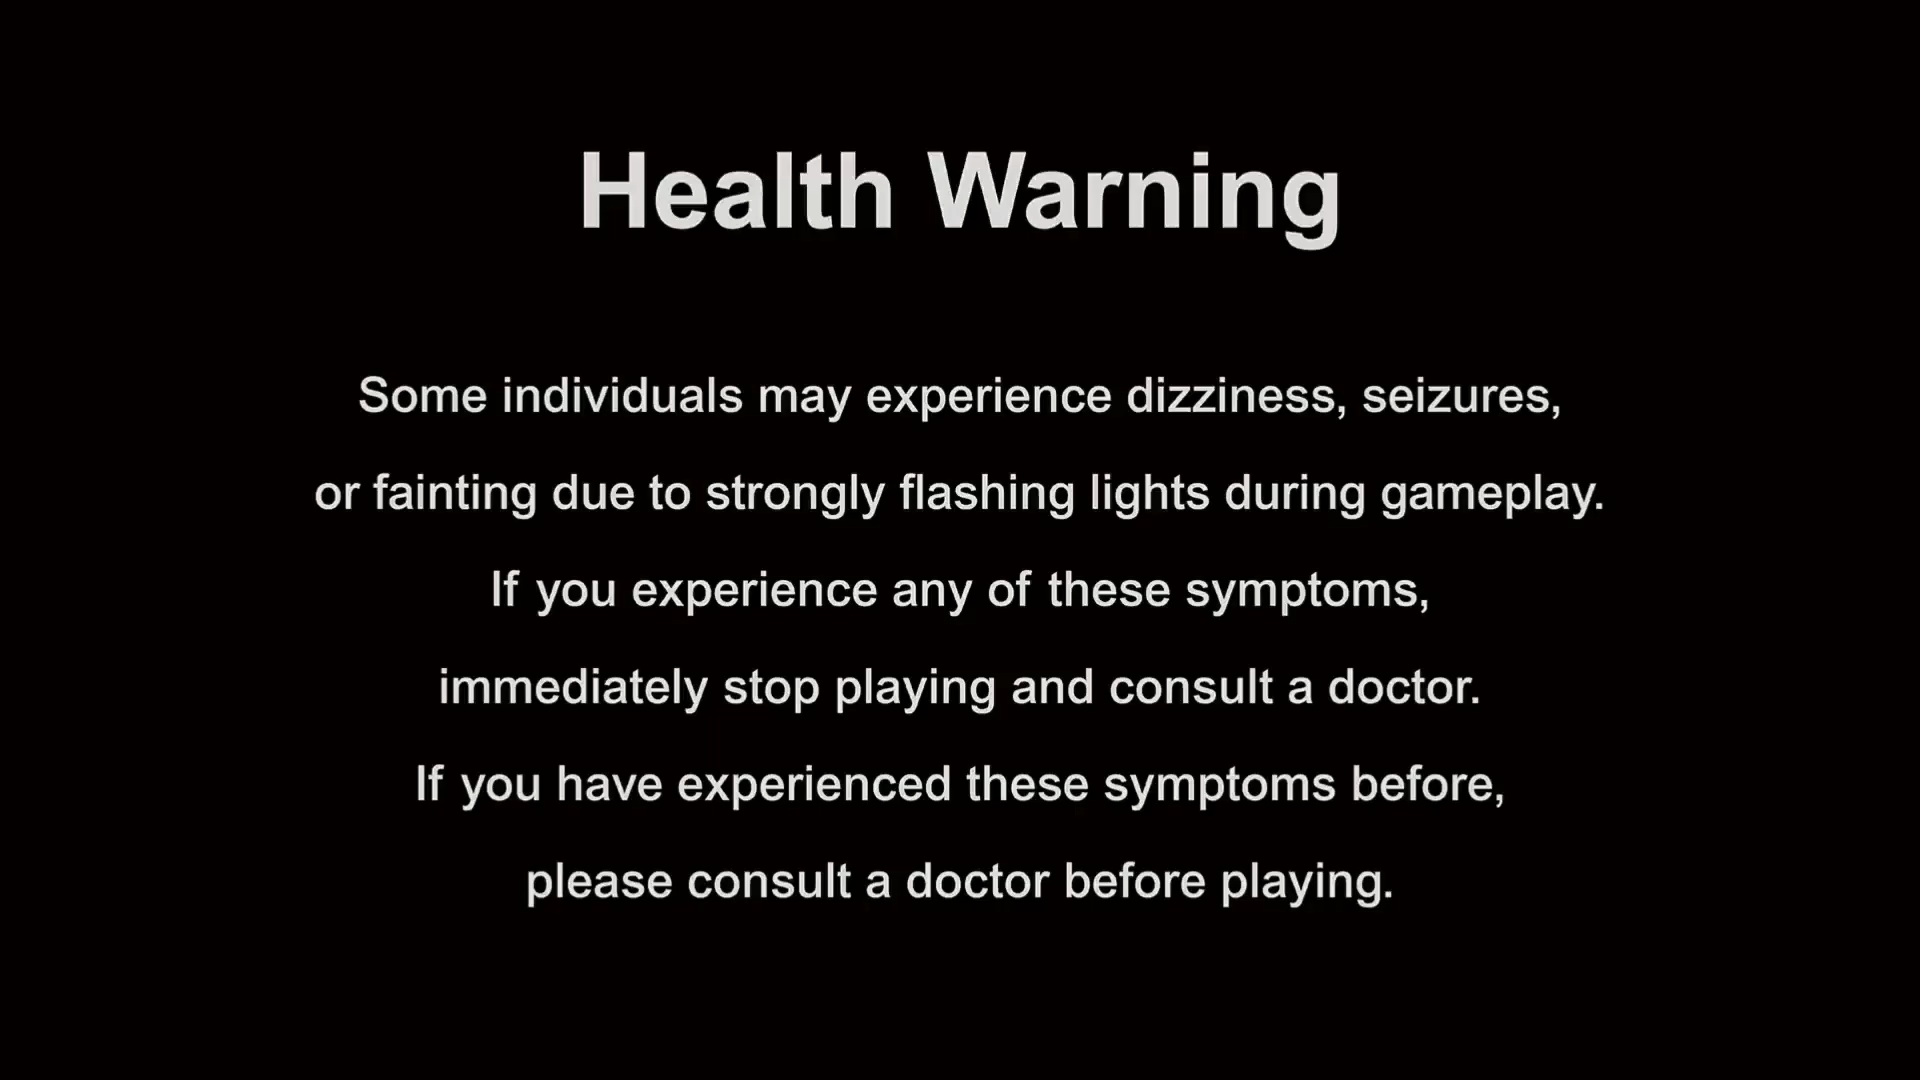 Health Warning
Some individuals may experience dizziness, seizures,
or fainting due to strongly flashing lights during gameplay.
If you experience any of these symptoms,
immediately stop playing and consult a doctor.
If you have experienced these symptoms before,
please consult a doctor before playing.